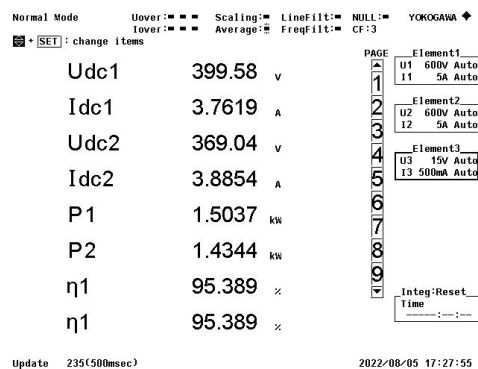 Normal Mode Uover: Scaling: LineFilt: NULL: YOKOGAWA
Iover: Average: FreqFilt: CF:3
+ SET : change items
PAGE
Udc1 399.58 V
Idc1 3.7619 A
Udc2 369.04 V
Idc2 3.8854 A
P1 1.5037 kW
P2 1.4344 kW
η1 95.389 %
η1 95.389 %
1
2
3
4
5
6
7
8
9
Element1
U1 600V Auto
I1 5A Auto
Element2
U2 600V Auto
I2 5A Auto
Element3
U3 15V Auto
I3 500mA Auto
Integ:Reset
Time
-----:--:--
Update 235(500msec) 2022/08/05 17:27:55